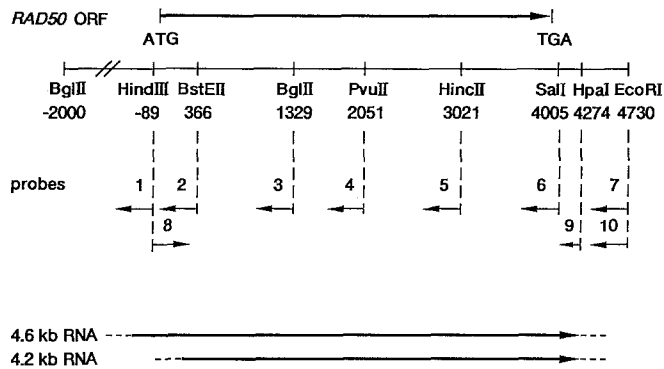 RAD50 ORF
ATG TGA
BglII HindIII BstEII BglII PvuII HincII SalI HpaI EcoRI
-2000 -89 366 1329 2051 3021 4005 4274 4730
probes 1 2 3 4 5 6 7
8 9 10
4.6 kb RNA
4.2 kb RNA